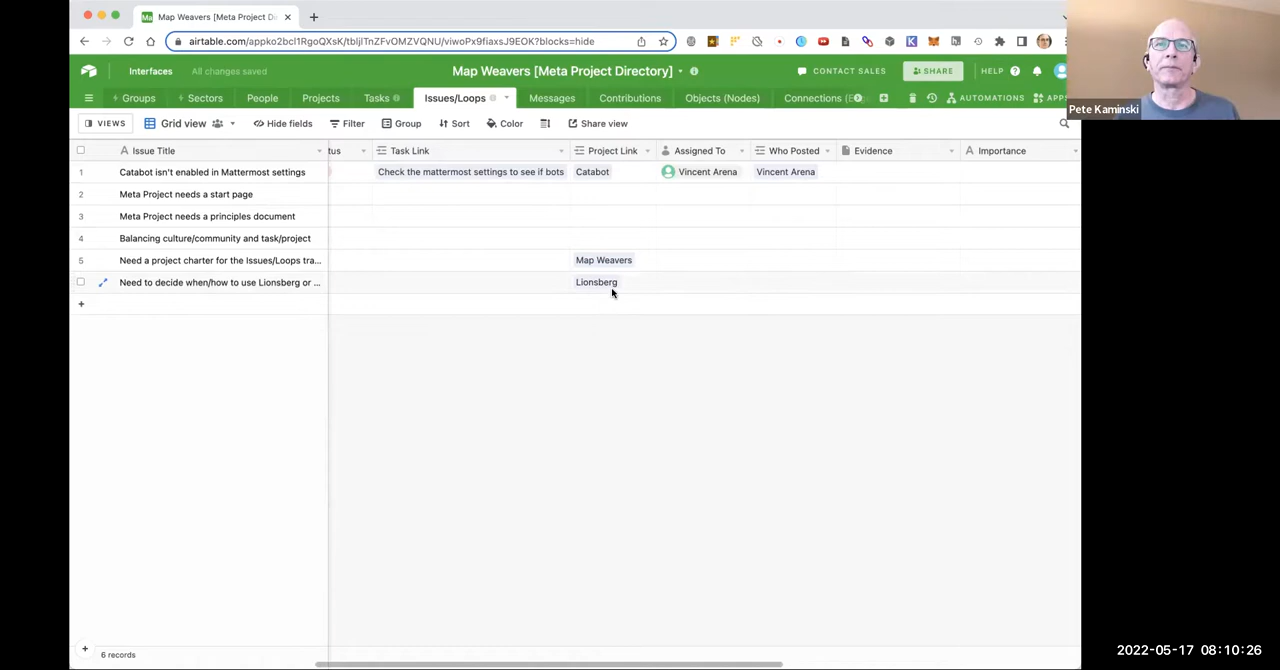 Map Weavers [Meta Project Di
airtable.com/appko2bcl1RgoQXsK/tbljlTnZFvOMZVQNU/viwoPx9fiaxsJ9EOK?blocks=hide
Interfaces
All changes saved
Map Weavers [Meta Project Directory]
CONTACT SALES
SHARE
HELP
Pete Kaminski
Groups
Sectors
People
Projects
Tasks
Issues/Loops
Messages
Contributions
Objects (Nodes)
Connections (E
AUTOMATIONS
APP
VIEWS
Grid view
Hide fields
Filter
Group
Sort
Color
Share view
Issue Title
tus
Task Link
Project Link
Assigned To
Who Posted
Evidence
Importance
1 Catabot isn't enabled in Mattermost settings Check the mattermost settings to see if bots Catabot Vincent Arena Vincent Arena
2 Meta Project needs a start page
3 Meta Project needs a principles document
4 Balancing culture/community and task/project
5 Need a project charter for the Issues/Loops tra... Map Weavers
Need to decide when/how to use Lionsberg or ... Lionsberg
6 records
2022-05-17 08:10:26